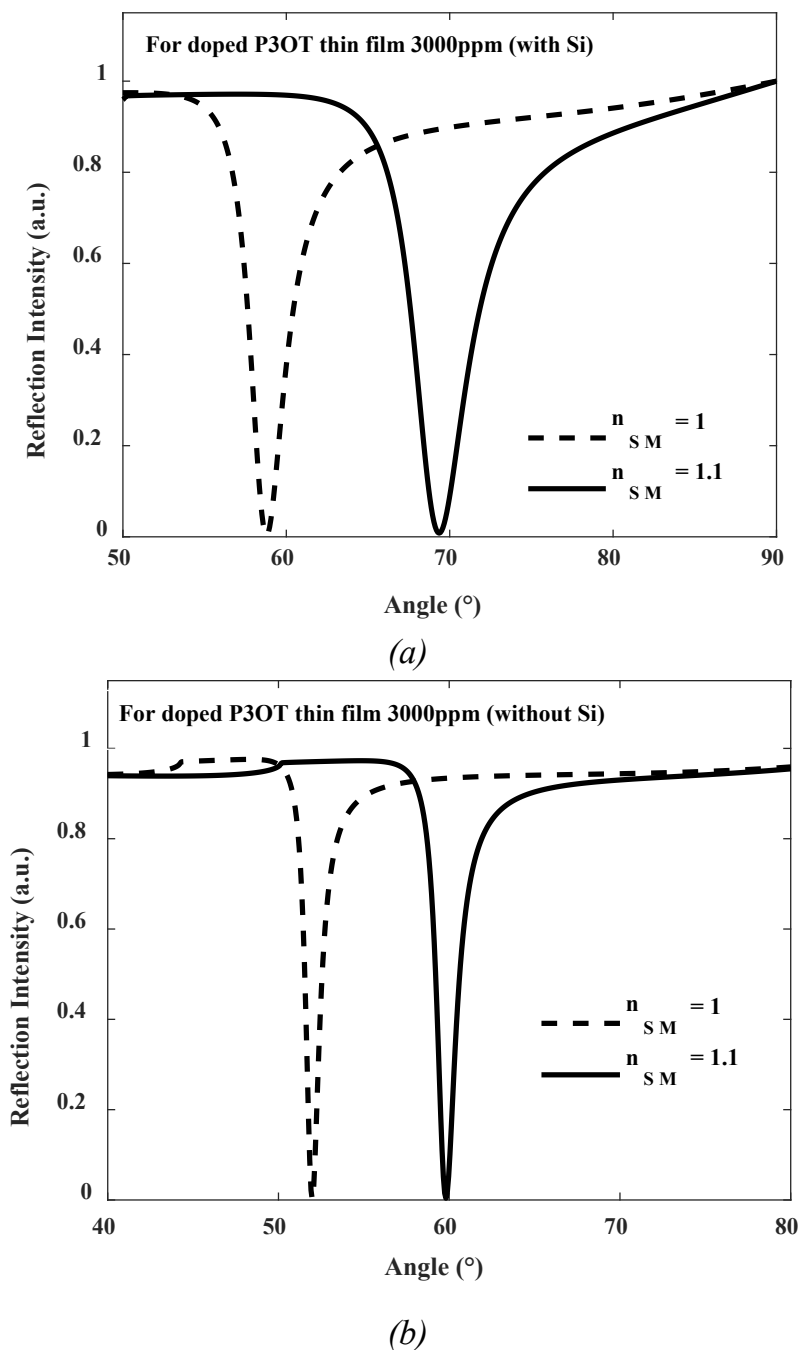 For doped P3OT thin film 3000ppm (with Si)
1
0.8
0.6
0.4
0.2
0
Reflection Intensity (a.u.)
n SM = 1
n SM = 1.1
50 60 70 80 90
Angle (°)
(a)
For doped P3OT thin film 3000ppm (without Si)
1
0.8
0.6
0.4
0.2
0
Reflection Intensity (a.u.)
n SM = 1
n SM = 1.1
40 50 60 70 80
Angle (°)
(b)